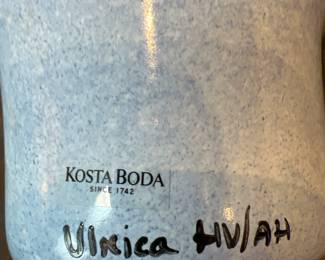 KOSTA BODA
SINCE 1742
Ulrica HV/AH